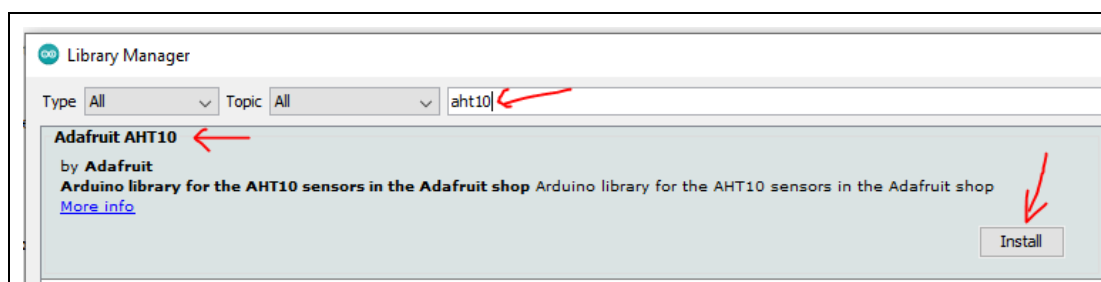 Library Manager
Type All Topic All aht10
Adafruit AHT10
by Adafruit
Arduino library for the AHT10 sensors in the Adafruit shop Arduino library for the AHT10 sensors in the Adafruit shop
More info
Install